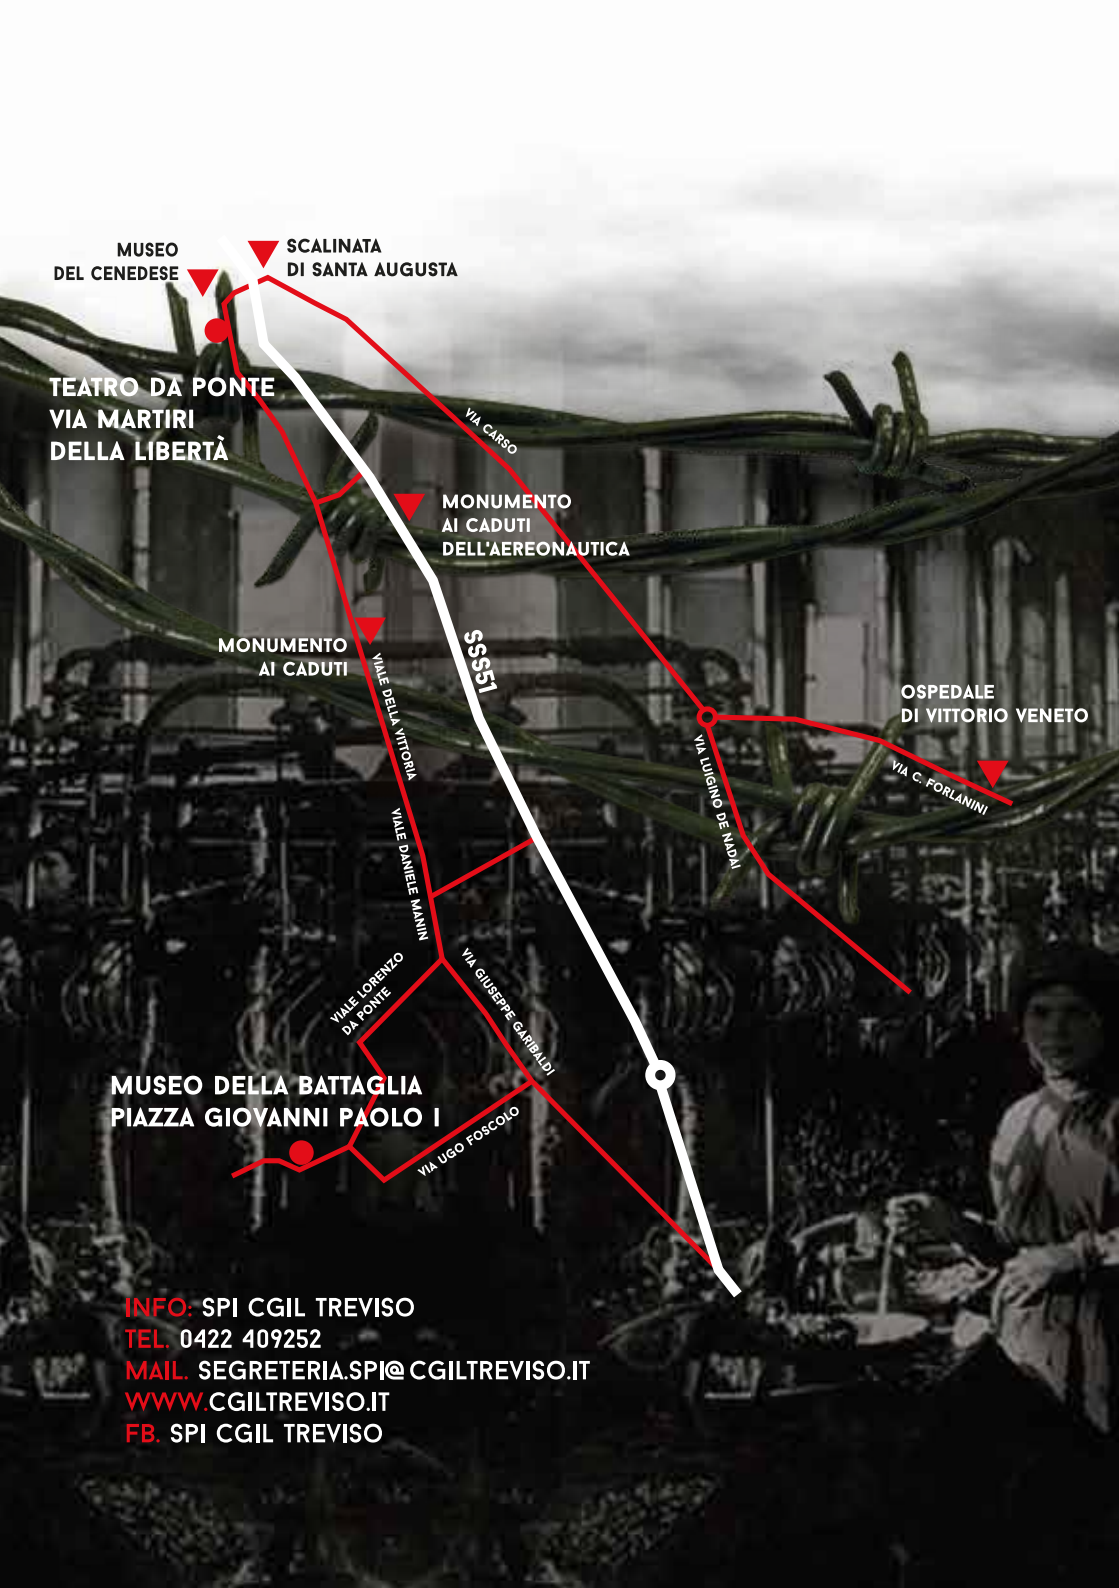 MUSEO
DEL CENEDESE
SCALINATA
DI SANTA AUGUSTA
TEATRO DA PONTE
VIA MARTIRI
DELLA LIBERTÀ
VIA CARSO
MONUMENTO
AI CADUTI
DELL'AEREONAUTICA
MONUMENTO
AI CADUTI
SSS51
VIALE DELLA VITTORIA
OSPEDALE
DI VITTORIO VENETO
VIA LUIGINO DE NADAI
VIA C. FORLANINI
VIALE DANIELE MANIN
VIALE LORENZO
DA PONTE
VIA GIUSEPPE GARIBALDI
MUSEO DELLA BATTAGLIA
PIAZZA GIOVANNI PAOLO I
VIA UGO FOSCOLO
INFO: SPI CGIL TREVISO
TEL. 0422 409252
MAIL. SEGRETERIA.SPI@CGILTREVISO.IT
WWW.CGILTREVISO.IT
FB. SPI CGIL TREVISO